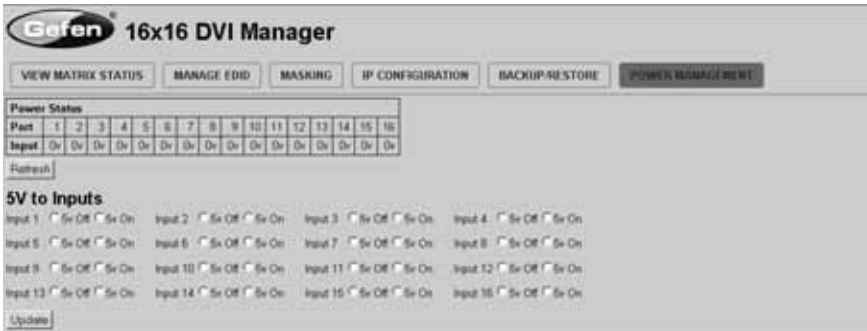 Gefen® 16x16 DVI Manager
VIEW MATRIX STATUS MANAGE EDID MASKING IP CONFIGURATION BACKUP/RESTORE POWER MANAGEMENT
Power Status
Port 1 2 3 4 5 6 7 8 9 10 11 12 13 14 15 16
Input 0v 0v 0v 0v 0v 0v 0v 0v 0v 0v 0v 0v 0v 0v 0v 0v
Refresh
5V to Inputs
Input 1 5v Off 5v On Input 2 5v Off 5v On Input 3 5v Off 5v On Input 4 5v Off 5v On
Input 5 5v Off 5v On Input 6 5v Off 5v On Input 7 5v Off 5v On Input 8 5v Off 5v On
Input 9 5v Off 5v On Input 10 5v Off 5v On Input 11 5v Off 5v On Input 12 5v Off 5v On
Input 13 5v Off 5v On Input 14 5v Off 5v On Input 15 5v Off 5v On Input 16 5v Off 5v On
Update